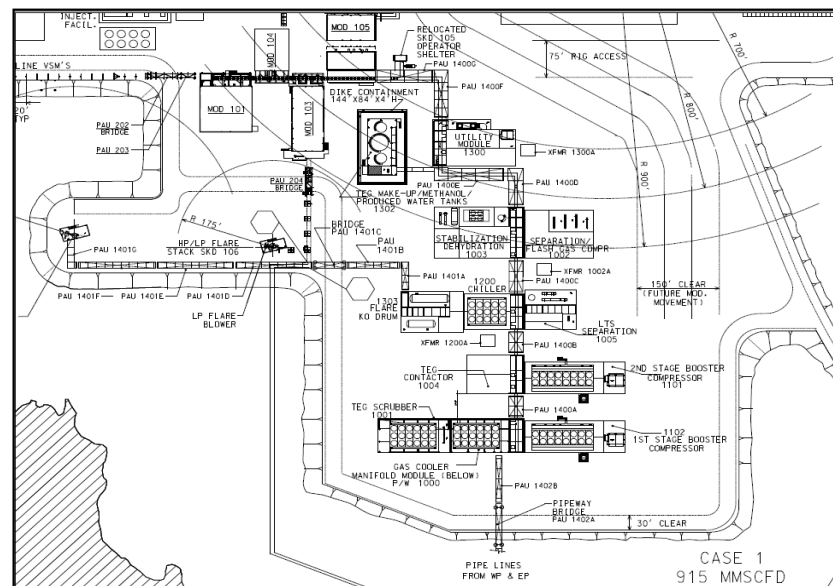 INJECT.
FACIL.
MOD 104
MOD 105
RELOCATED
SKD 105
OPERATOR
SHELTER
PAU 1400G
75' RIG ACCESS
R 700'
LINE VSM'S
PAU 1400F
R 800'
20'
TYP
MOD 101
MOD 103
DIKE CONTAINMENT
144'X84'X4'H
PAU 202
BRIDGE
PAU 203
UTILITY
MODULE
1300
XFMR 1300A
R 900'
PAU 204
BRIDGE
PAU 1400E
PAU 1400D
TEG MAKE-UP/METHANOL/
PRODUCED WATER TANKS
1302
R 175'
BRIDGE
PAU 1401C
PAU
1401B
STABILIZATION
DEHYDRATION
1003
SEPARATION/
FLASH GAS COMPR.
1002
PAU 1401G
HP/LP FLARE
STACK SKD 106
XFMR 1002A
PAU 1401A
1200
CHILLER
PAU 1400C
150' CLEAR
(FUTURE MOD.
MOVEMENT)
PAU 1401F
PAU 1401E
PAU 1401D
LP FLARE
BLOWER
1303
FLARE
KO DRUM
LTS
SEPARATION
1005
XFMR 1200A
PAU 1400B
TEG
CONTACTOR
1004
2ND STAGE BOOSTER
COMPRESSOR
1101
TEG SCRUBBER
1001
PAU 1400A
1102
1ST STAGE BOOSTER
COMPRESSOR
GAS COOLER
MANIFOLD MODULE (BELOW)
P/W 1000
PAU 1402B
PIPEWAY
BRIDGE
PAU 1402A
30' CLEAR
PIPE LINES
FROM WP & EP
CASE 1
915 MMSCFD